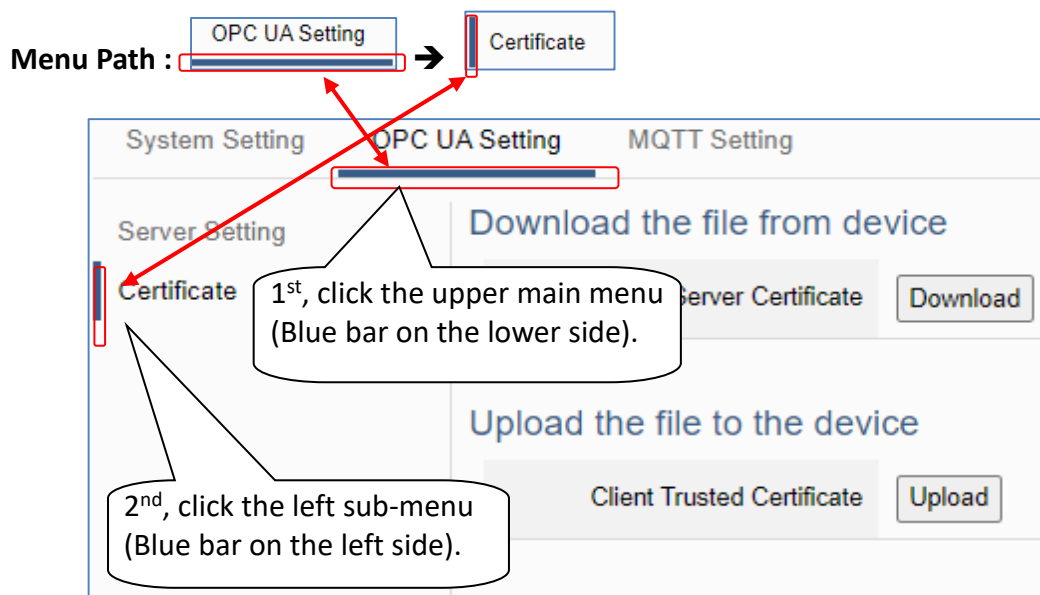 OPC UA Setting
Menu Path : ➔ Certificate
System Setting OPC UA Setting MQTT Setting
Server Setting
Download the file from device
Certificate
1st, click the upper main menu
(Blue bar on the lower side).
Server Certificate Download
Upload the file to the device
Client Trusted Certificate Upload
2nd, click the left sub-menu
(Blue bar on the left side).